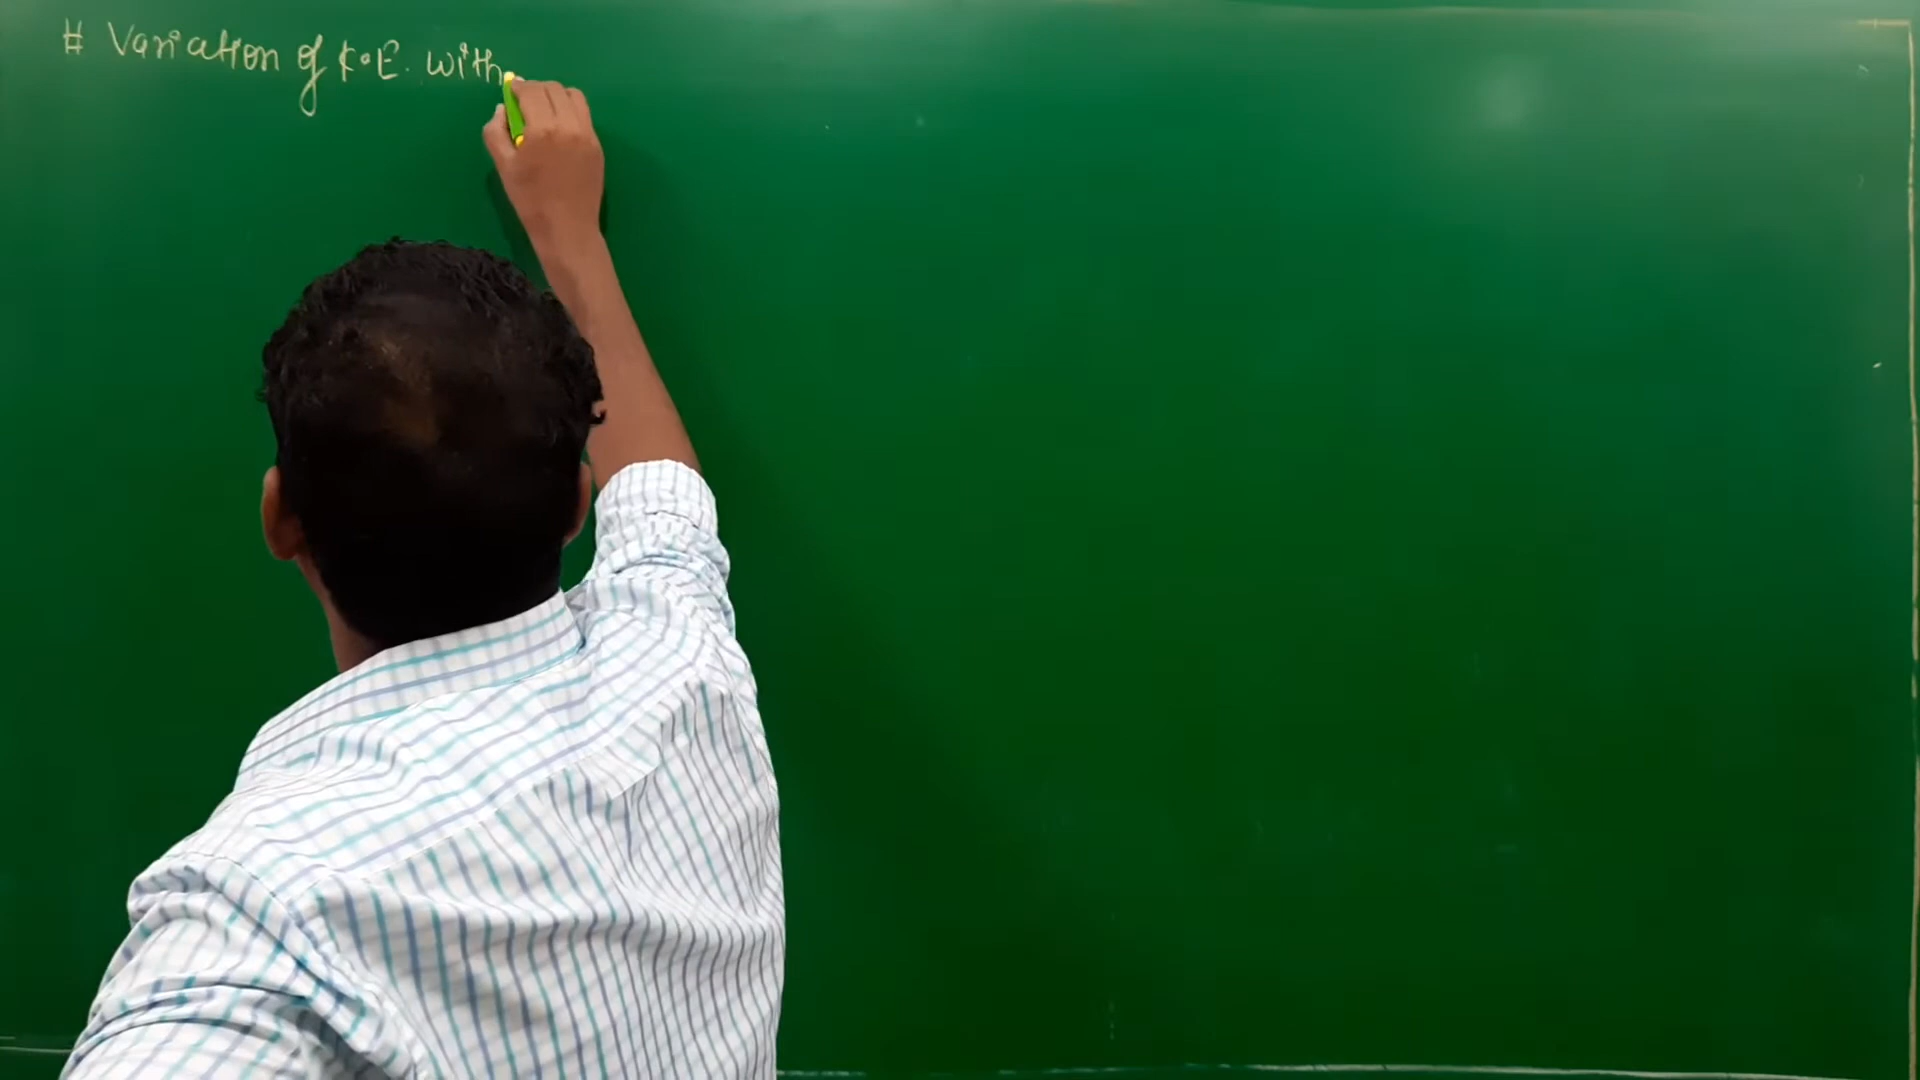 # Variation of K.E. with